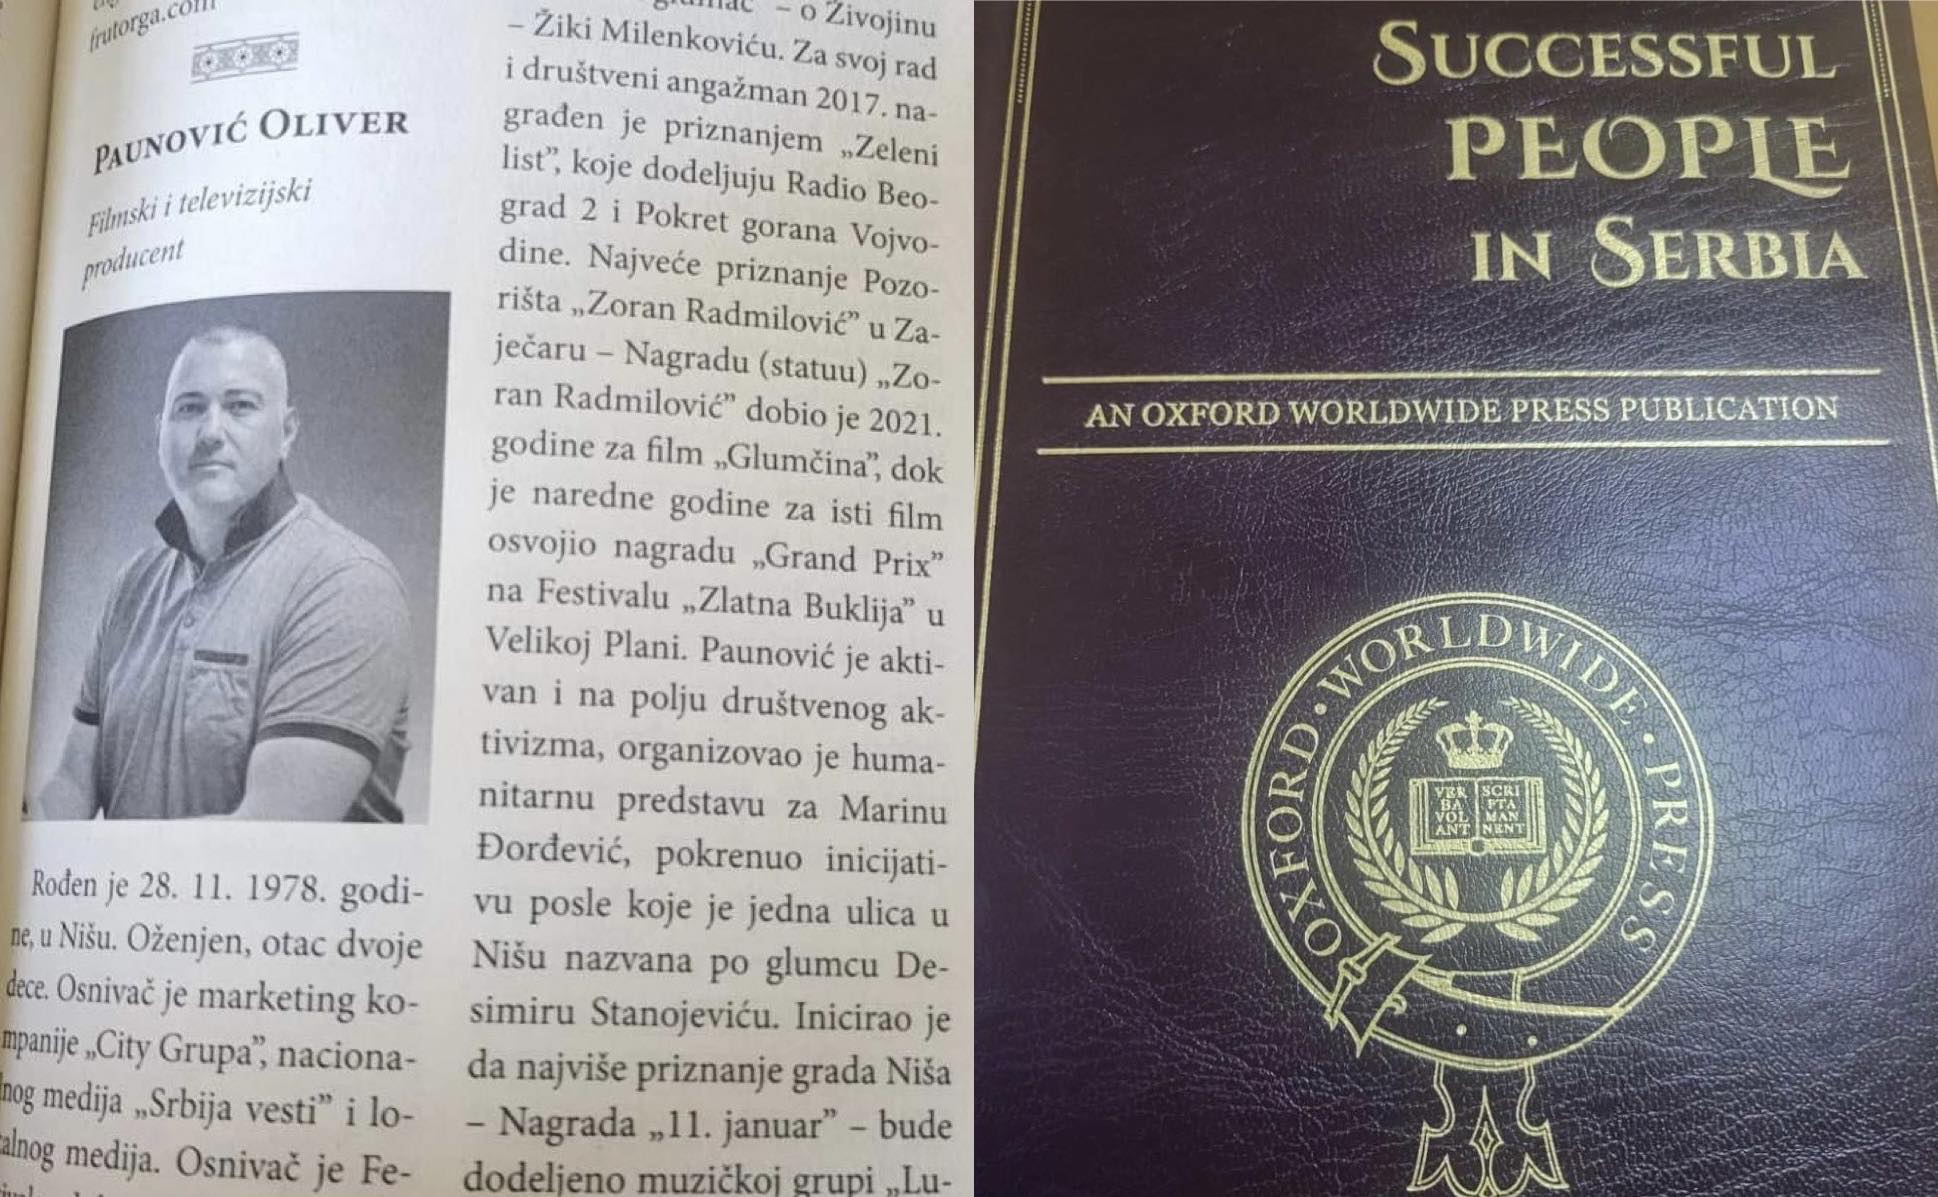 frutorga.com
PAUNOVIĆ OLIVER
Filmski i televizijski
producent
Rođen je 28. 11. 1978. godi-
ne, u Nišu. Oženjen, otac dvoje
dece. Osnivač je marketing ko-
mpanije „City Grupa”, naciona-
lnog medija „Srbija vesti” i lo-
alnog medija. Osnivač je Fe-
– o Živojinu
– Žiki Milenkoviću. Za svoj rad
i društveni angažman 2017. na-
građen je priznanjem „Zeleni
list”, koje dodeljuju Radio Beo-
grad 2 i Pokret gorana Vojvo-
dine. Najveće priznanje Pozo-
rišta „Zoran Radmilović” u Za-
ječaru – Nagradu (statuu) „Zo-
ran Radmilović” dobio je 2021.
godine za film „Glumčina”, dok
je naredne godine za isti film
osvojio nagradu „Grand Prix”
na Festivalu „Zlatna Buklija” u
Velikoj Plani. Paunović je akti-
van i na polju društvenog ak-
tivizma, organizovao je huma-
nitarnu predstavu za Marinu
Đorđević, pokrenuo inicijati-
vu posle koje je jedna ulica u
Nišu nazvana po glumcu De-
simiru Stanojeviću. Inicirao je
da najviše priznanje grada Niša
– Nagrada „11. januar” – bude
dodeljeno muzičkoj grupi „Lu-
SUCCESSFUL
PEOPLE
IN SERBIA
AN OXFORD WORLDWIDE PRESS PUBLICATION
OXFORD · WORLDWIDE · PRESS
VER
BA
VOL
ANT
SCRI
PTA
MAN
ENT